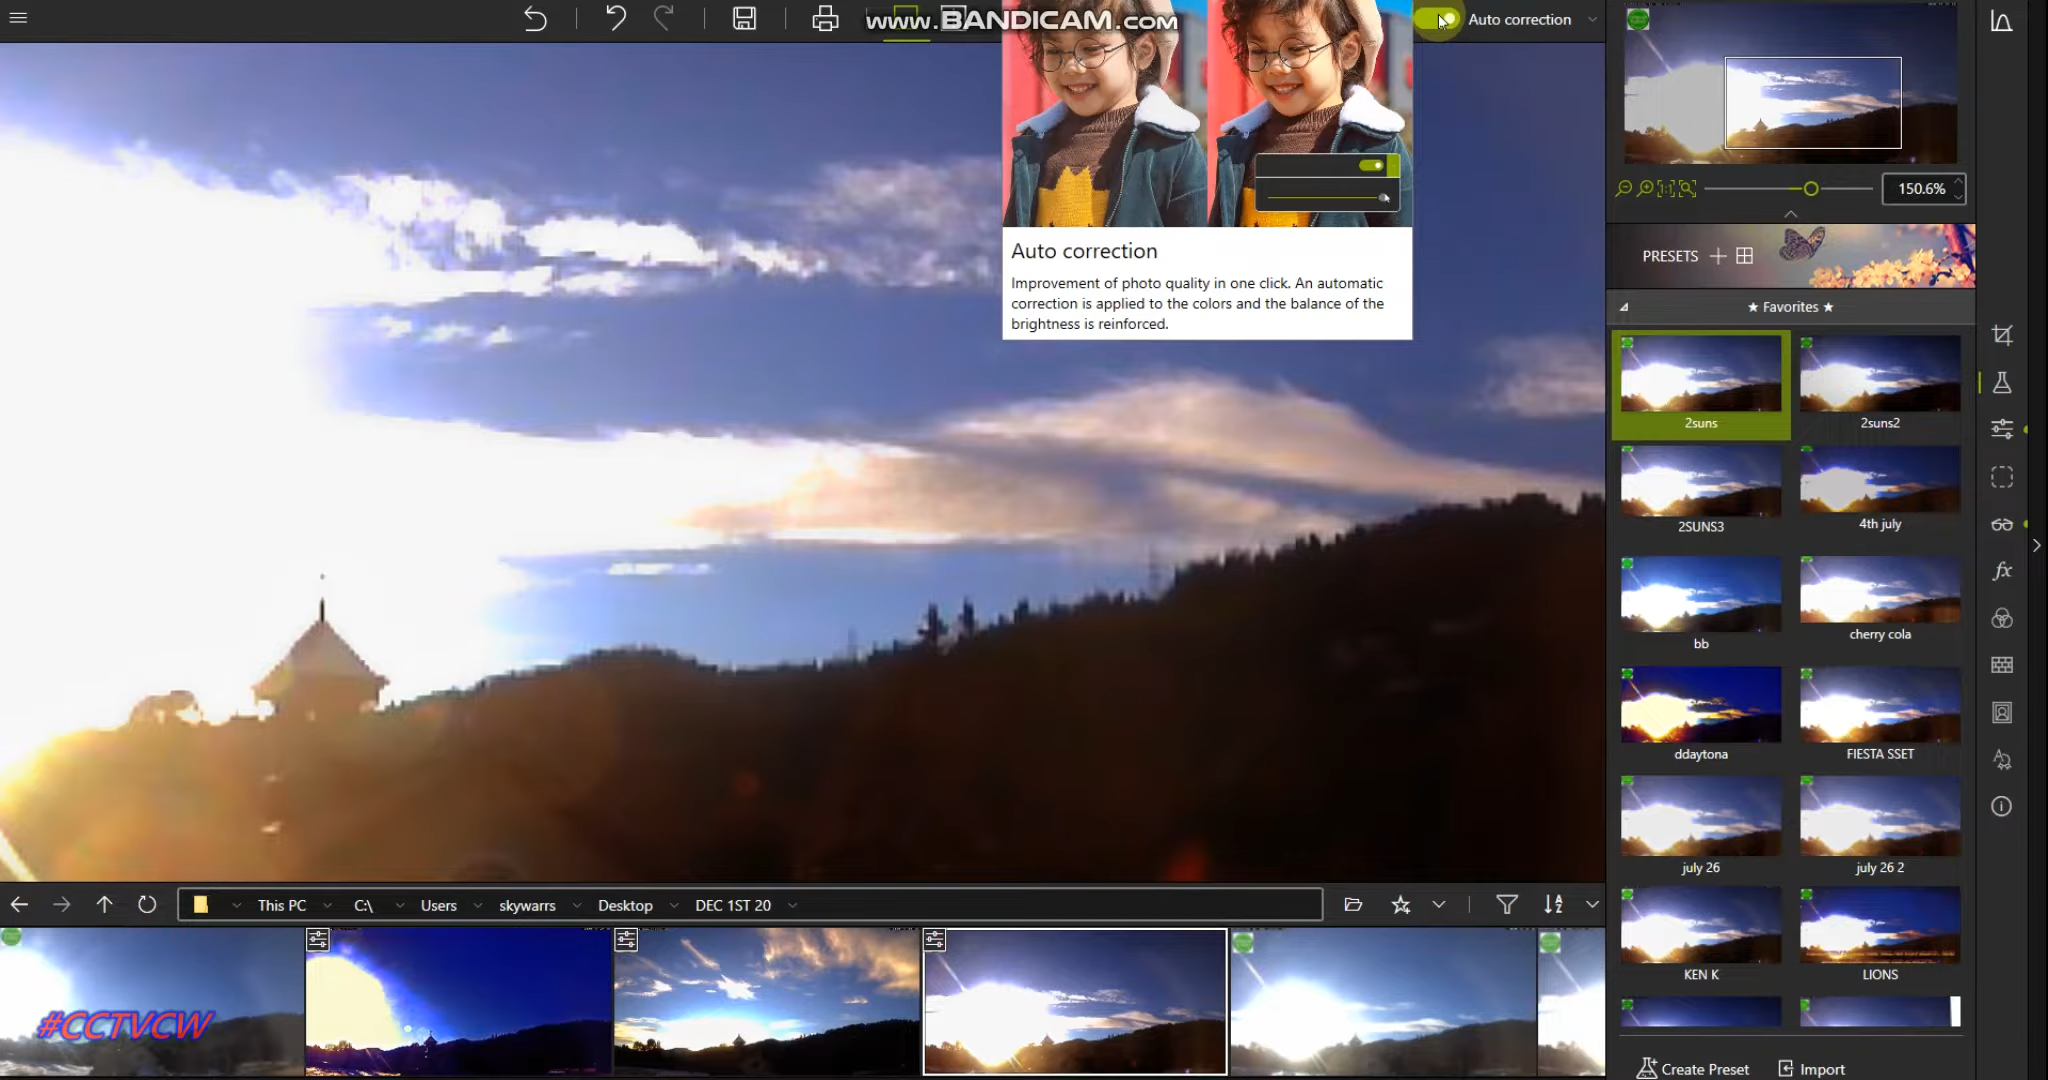 www.BANDICAM.com
Auto correction
150.6%
Auto correction
Improvement of photo quality in one click. An automatic
correction is applied to the colors and the balance of the
brightness is reinforced.
PRESETS
★ Favorites ★
2suns
2suns2
2SUNS3
4th july
bb
cherry cola
ddaytona
FIESTA SSET
july 26
july 26 2
KEN K
LIONS
This PC
C:\
Users
skywarrs
Desktop
DEC 1ST 20
#CCTVCW
Create Preset
Import